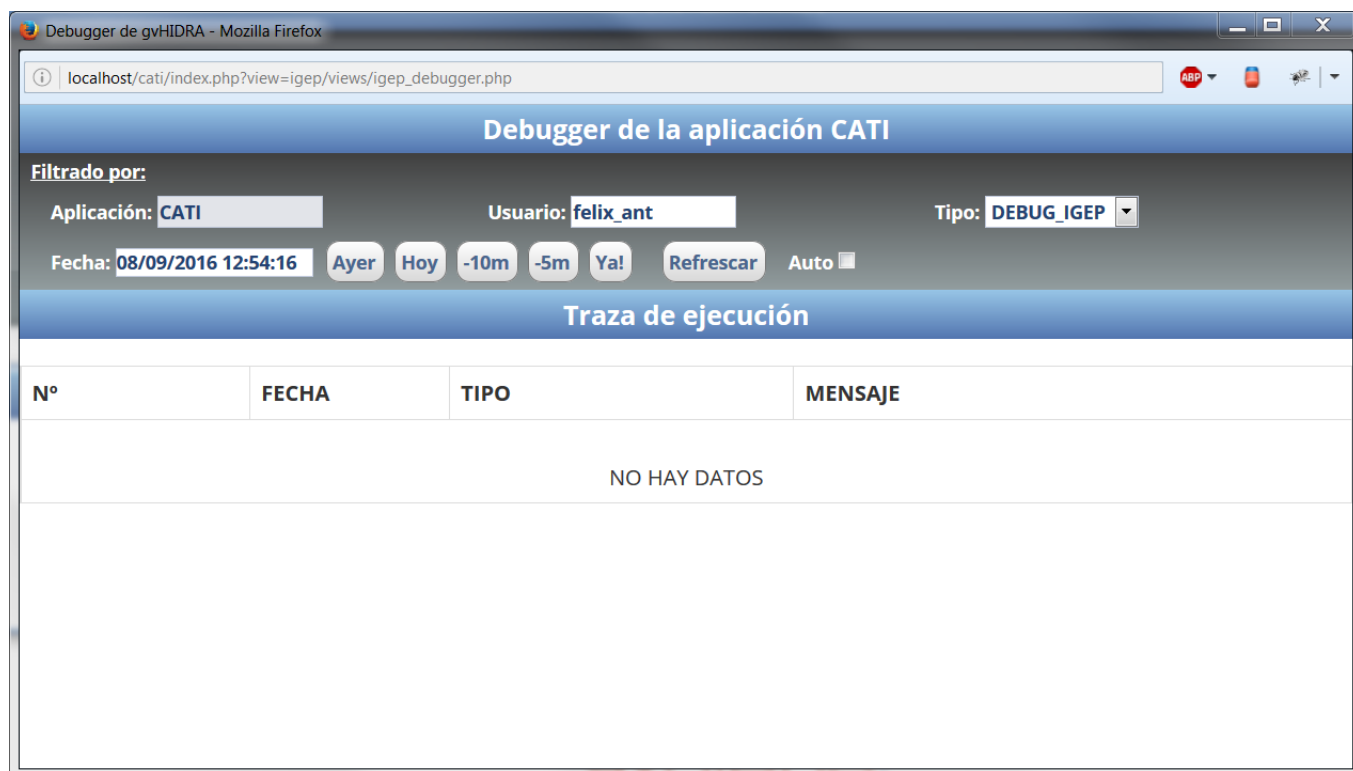 Debugger de gvHIDRA - Mozilla Firefox
localhost/cati/index.php?view=igep/views/igep_debugger.php
ABP
Debugger de la aplicación CATI
Filtrado por:
Aplicación: CATI Usuario: felix_ant Tipo: DEBUG_IGEP
Fecha: 08/09/2016 12:54:16 Ayer Hoy -10m -5m Ya! Refrescar Auto
Traza de ejecución
Nº FECHA TIPO MENSAJE
NO HAY DATOS